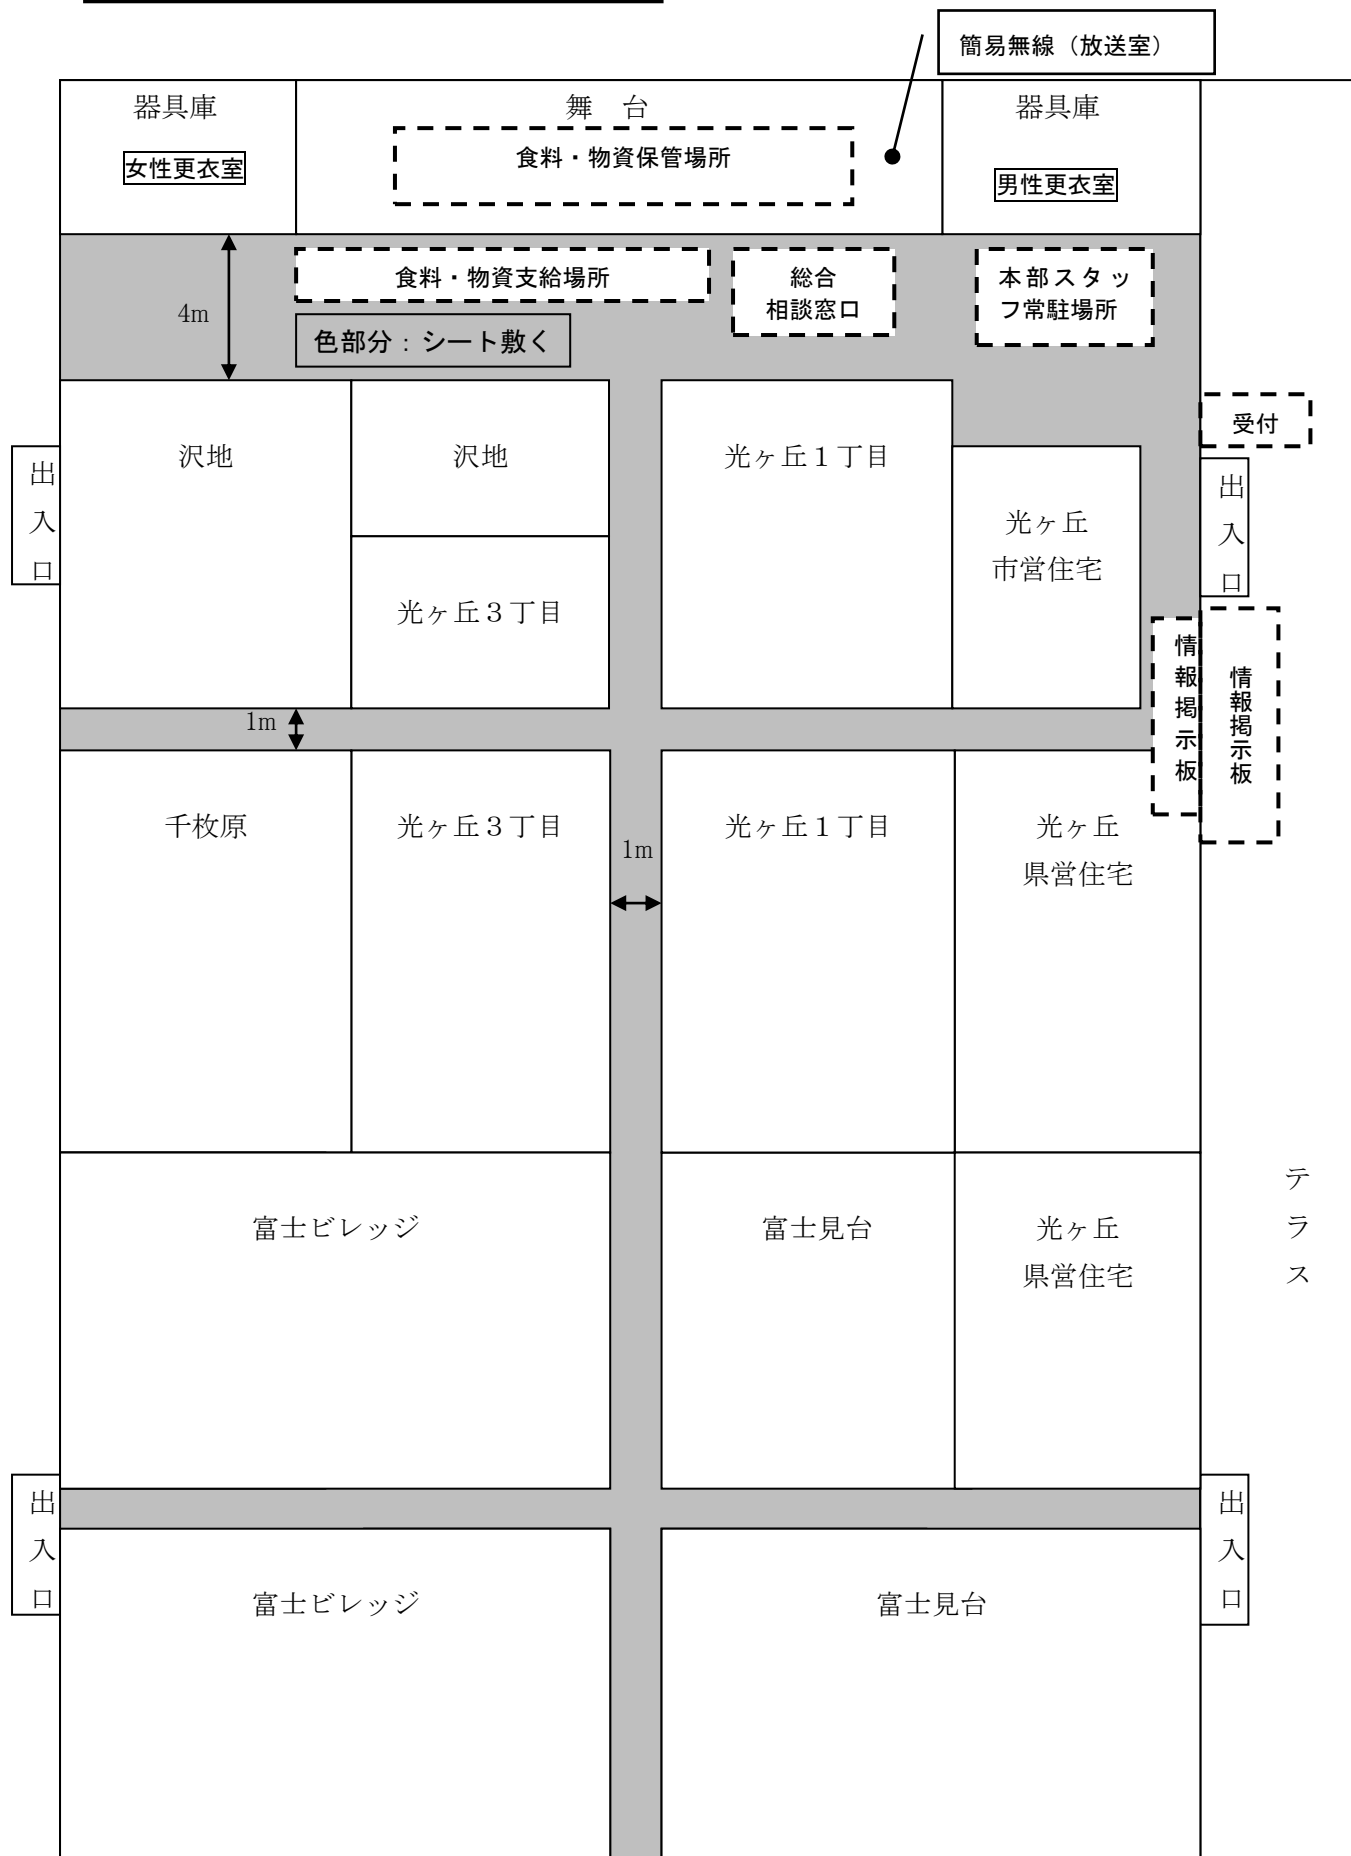 簡易無線（放送室）
器具庫
舞　台
器具庫
女性更衣室
食料・物資保管場所
男性更衣室
食料・物資支給場所
総合
相談窓口
本部スタッ
フ常駐場所
4m
色部分：シート敷く
受付
出入口
沢地
沢地
光ヶ丘１丁目
出入口
光ヶ丘
市営住宅
光ヶ丘３丁目
情報掲示板
情報掲示板
1m
千枚原
光ヶ丘３丁目
光ヶ丘１丁目
光ヶ丘
県営住宅
1m
テラス
富士ビレッジ
富士見台
光ヶ丘
県営住宅
出入口
出入口
富士ビレッジ
富士見台